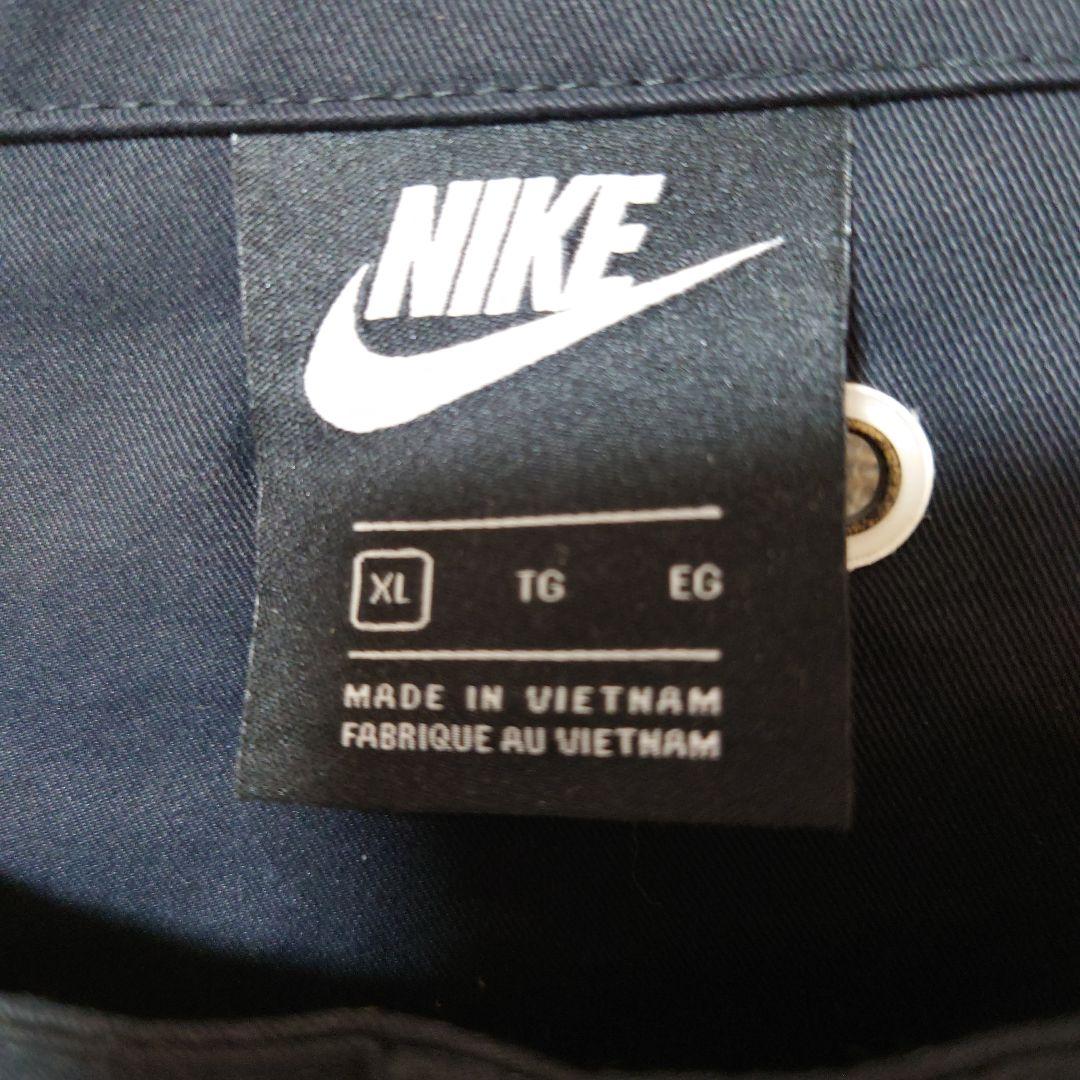 NIKE
XL TG EG
MADE IN VIETNAM
FABRIQUE AU VIETNAM